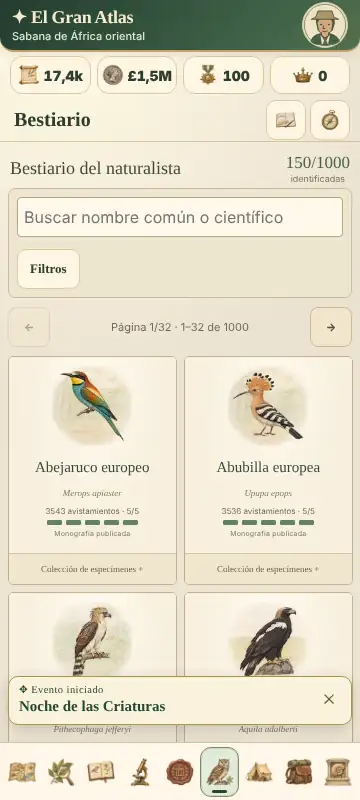 ✦ El Gran Atlas
Sabana de África oriental
17,4k
£1,5M
100
0
Bestiario
Bestiario del naturalista
150/1000
identificadas
Buscar nombre común o científico
Filtros
←
Página 1/32 · 1–32 de 1000
→
Abejaruco europeo
Merops apiaster
3543 avistamientos · 5/5
Monografía publicada
Colección de especímenes
Abubilla europea
Upupa epops
3536 avistamientos · 5/5
Monografía publicada
Colección de especímenes
✥ Evento iniciado
Noche de las Criaturas
×
Pithecophaga jefferyi
Aquila adalberti